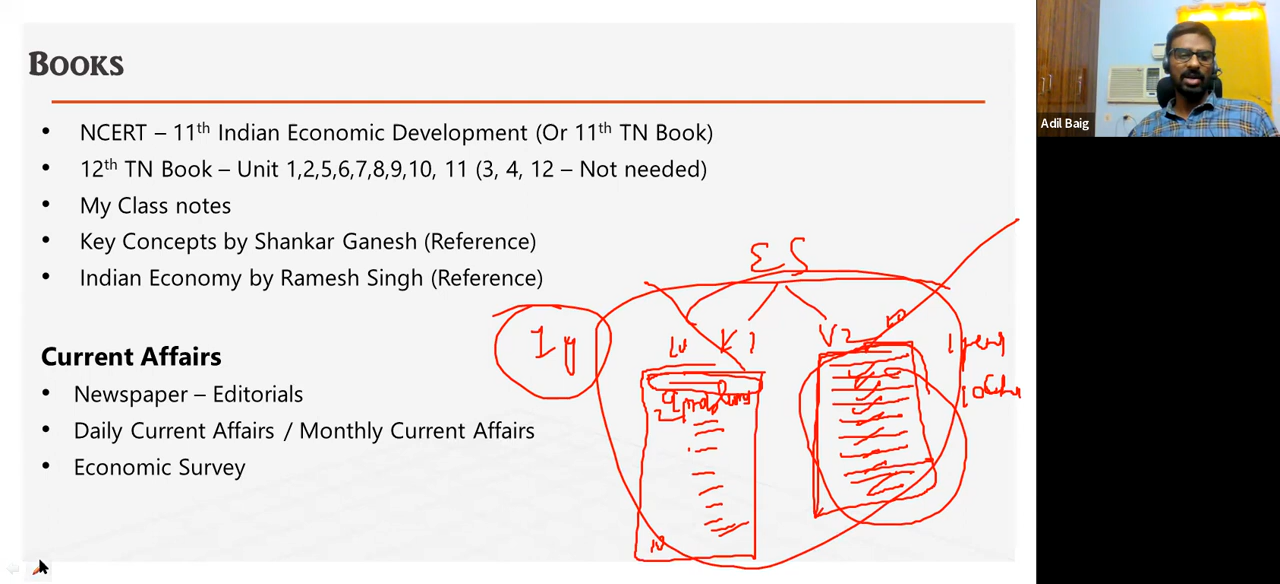 BOOKS
• NCERT – 11th Indian Economic Development (Or 11th TN Book)
• 12th TN Book – Unit 1,2,5,6,7,8,9,10, 11 (3, 4, 12 – Not needed)
• My Class notes
• Key Concepts by Shankar Ganesh (Reference)
• Indian Economy by Ramesh Singh (Reference)
ES
1y
V2
Current Affairs
• Newspaper – Editorials
• Daily Current Affairs / Monthly Current Affairs
• Economic Survey
Adil Baig